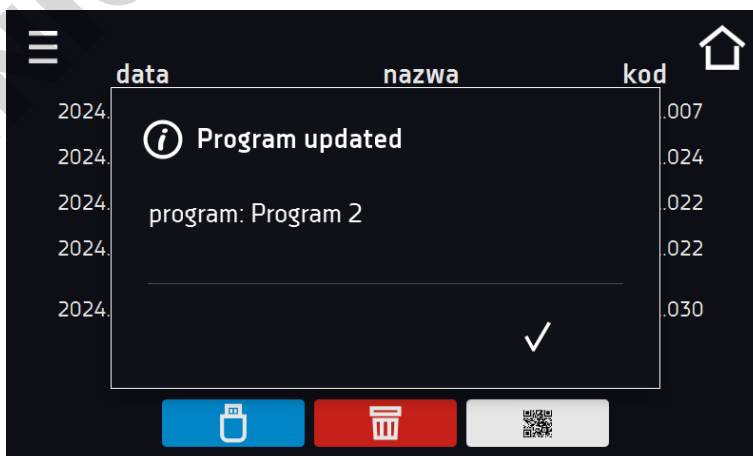 data nazwa kod
2024. .007
Program updated
2024. .024
2024. .022
program: Program 2
2024. .022
2024. .030